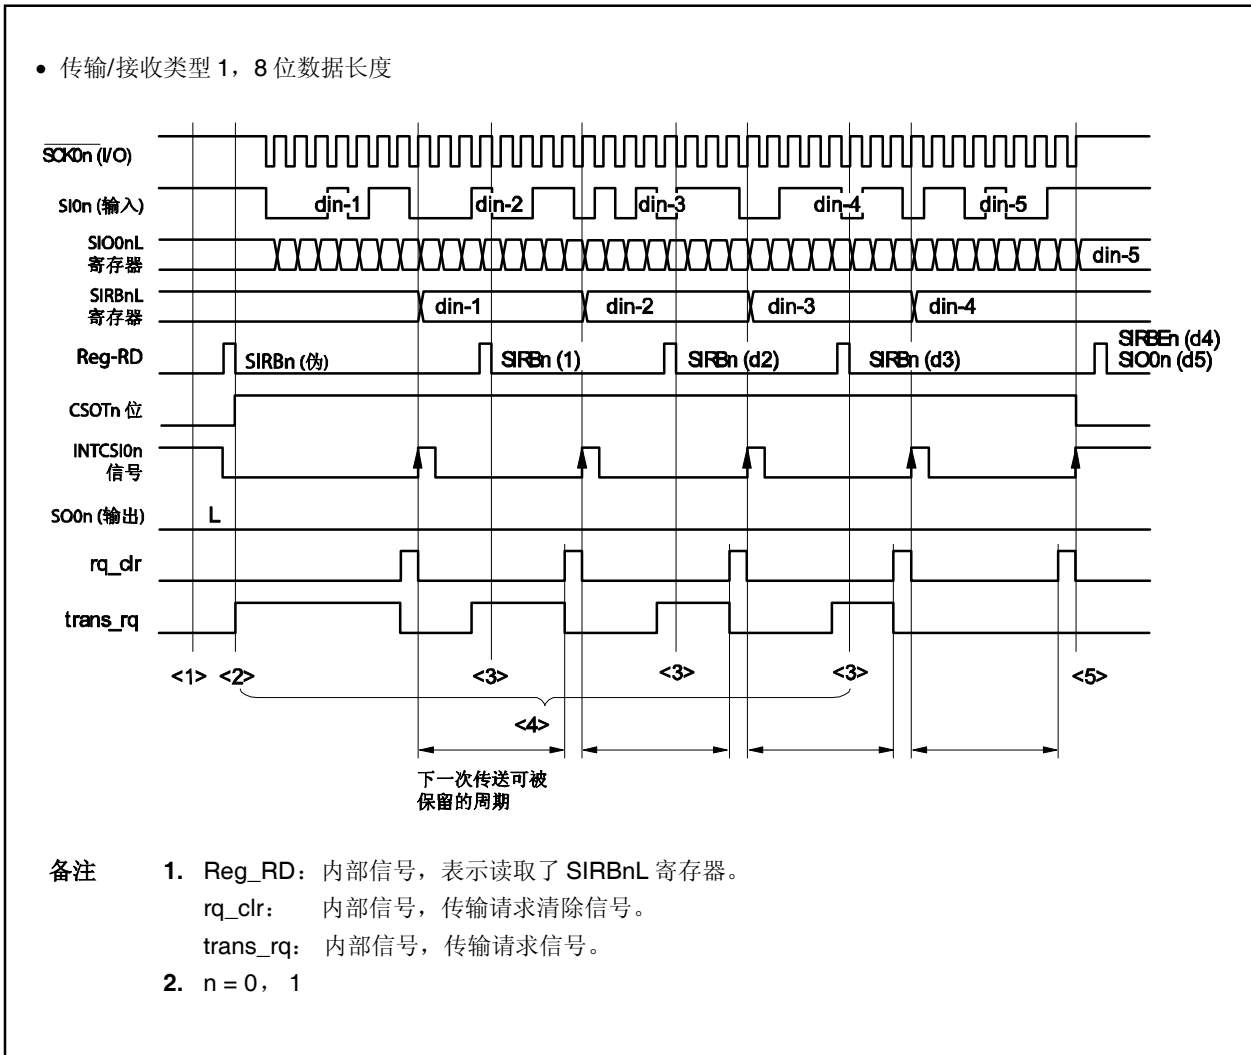 • 传输/接收类型 1，8 位数据长度
SCK0n (I/O)
SI0n (输入)
din-1
din-2
din-3
din-4
din-5
SIO0nL
寄存器
din-5
SIRBnL
寄存器
din-1
din-2
din-3
din-4
Reg-RD
SIRBn (伪)
SIRBn (1)
SIRBn (d2)
SIRBn (d3)
SIRBEn (d4)
SIO0n (d5)
CSOTn 位
INTCSI0n
信号
SO0n (输出)
L
rq_clr
trans_rq
<1> <2> <3> <3> <3> <5>
<4>
下一次传送可被
保留的周期
备注 1. Reg_RD：内部信号，表示读取了 SIRBnL 寄存器。
rq_clr： 内部信号，传输请求清除信号。
trans_rq： 内部信号，传输请求信号。
2. n = 0， 1